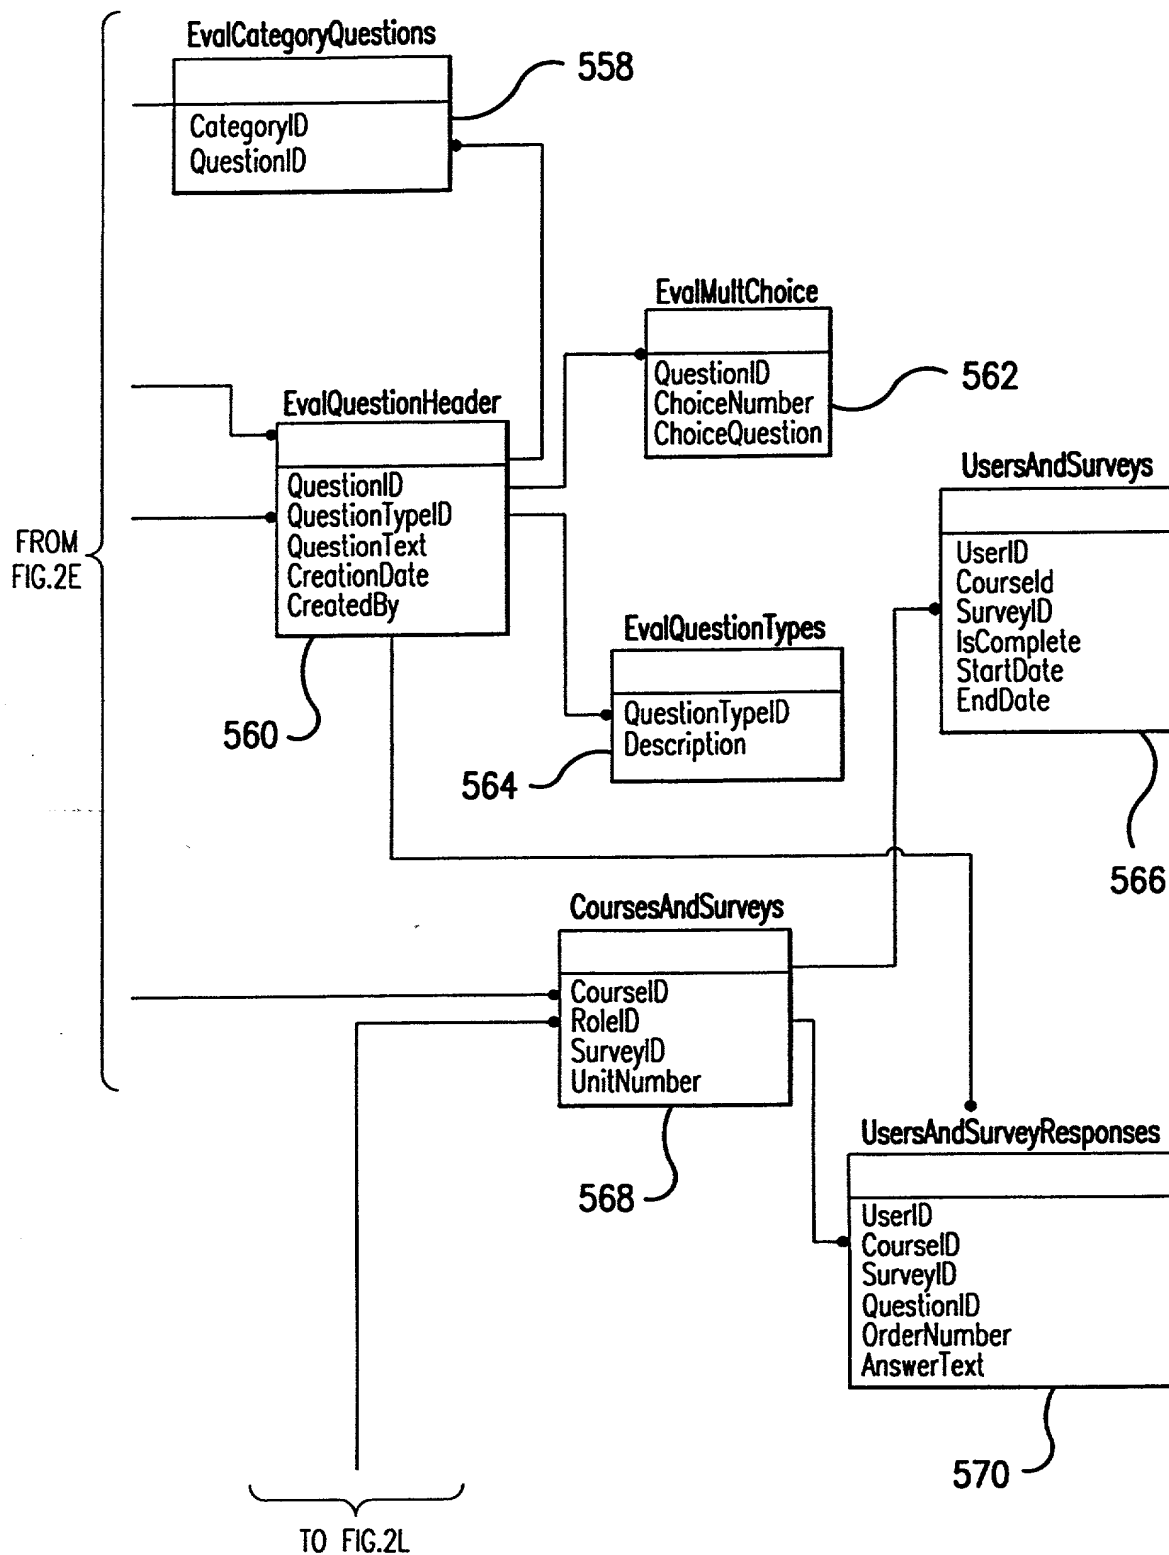 EvalCategoryQuestions
558
CategoryID
QuestionID
EvalMultChoice
562
QuestionID
ChoiceNumber
ChoiceQuestion
EvalQuestionHeader
QuestionID
QuestionTypeID
QuestionText
CreationDate
CreatedBy
560
FROM
FIG.2E
UsersAndSurveys
UserID
CourseId
SurveyID
IsComplete
StartDate
EndDate
566
EvalQuestionTypes
QuestionTypeID
Description
564
CoursesAndSurveys
CourseID
RoleID
SurveyID
UnitNumber
568
UsersAndSurveyResponses
UserID
CourseID
SurveyID
QuestionID
OrderNumber
AnswerText
570
TO FIG.2L